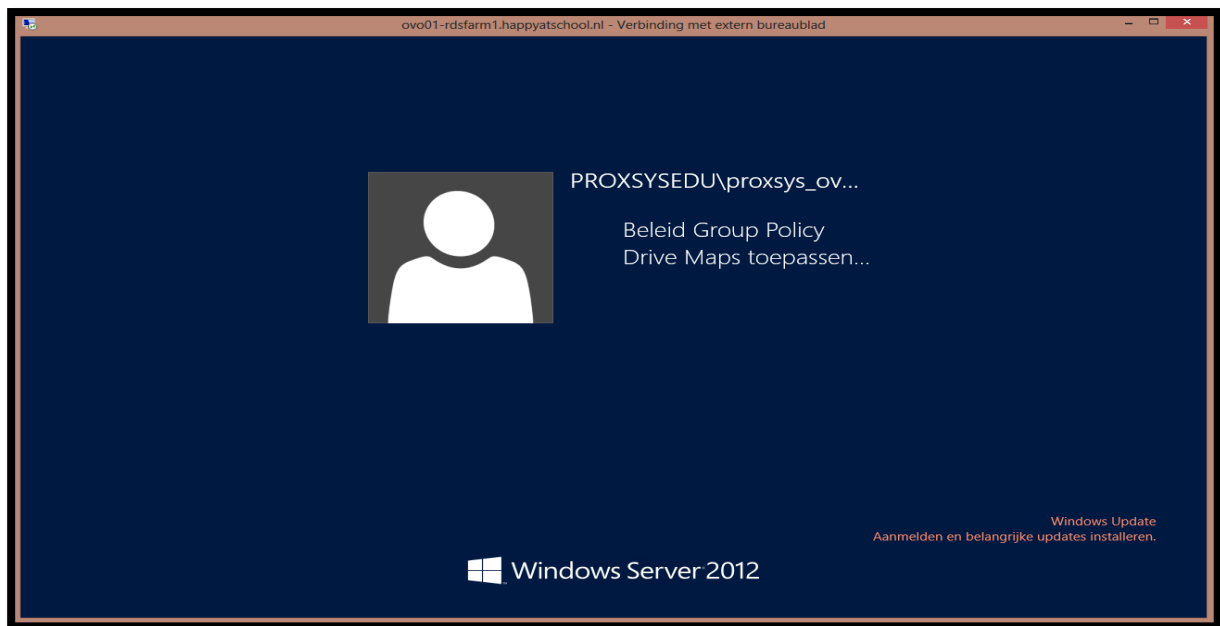 ovo01-rdsfarm1.happyatschool.nl - Verbinding met extern bureaublad
PROXSYSEDU\proxsys_ov...
Beleid Group Policy
Drive Maps toepassen...
Windows Update
Aanmelden en belangrijke updates installeren.
Windows Server 2012